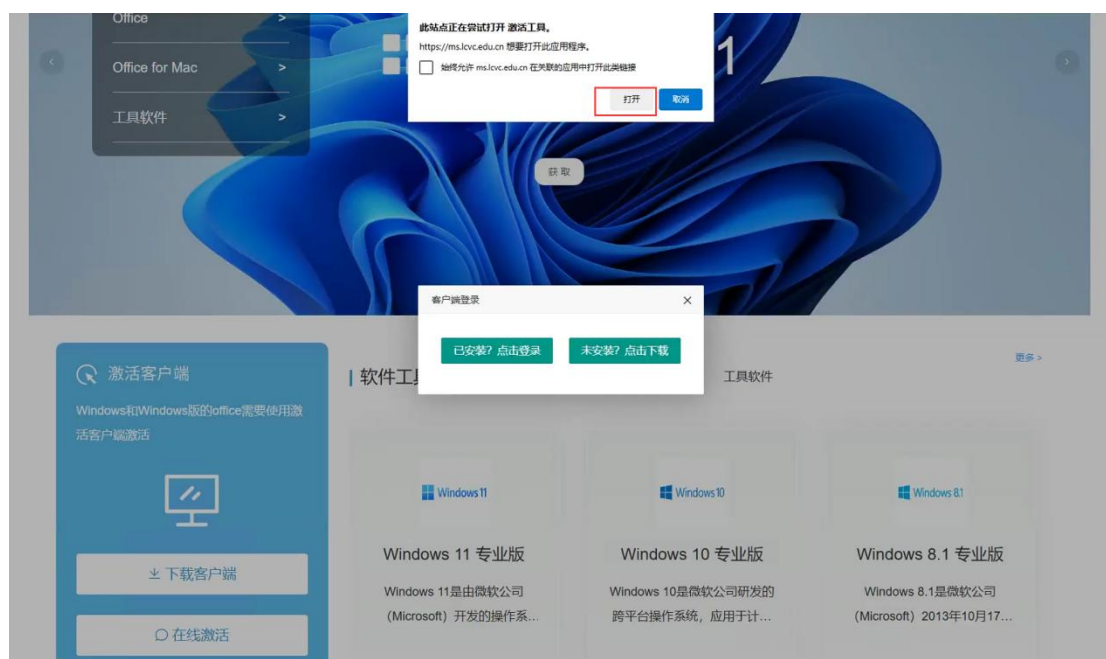 Office >
此站点正在尝试打开 激活工具。
https://ms.lcvc.edu.cn 想要打开此应用程序。
始终允许 ms.lcvc.edu.cn 在关联的应用中打开此类链接
打开 取消
1
Office for Mac >
工具软件 >
获取
客户端登录 ×
已安装？点击登录 未安装？点击下载
激活客户端
Windows和Windows版的office需要使用激
活客户端激活
下载客户端
在线激活
软件工
工具软件
更多 >
Windows 11
Windows 10
Windows 8.1
Windows 11 专业版
Windows 11是由微软公司
（Microsoft）开发的操作系...
Windows 10 专业版
Windows 10是微软公司研发的
跨平台操作系统，应用于计...
Windows 8.1 专业版
Windows 8.1是微软公司
（Microsoft）2013年10月17...